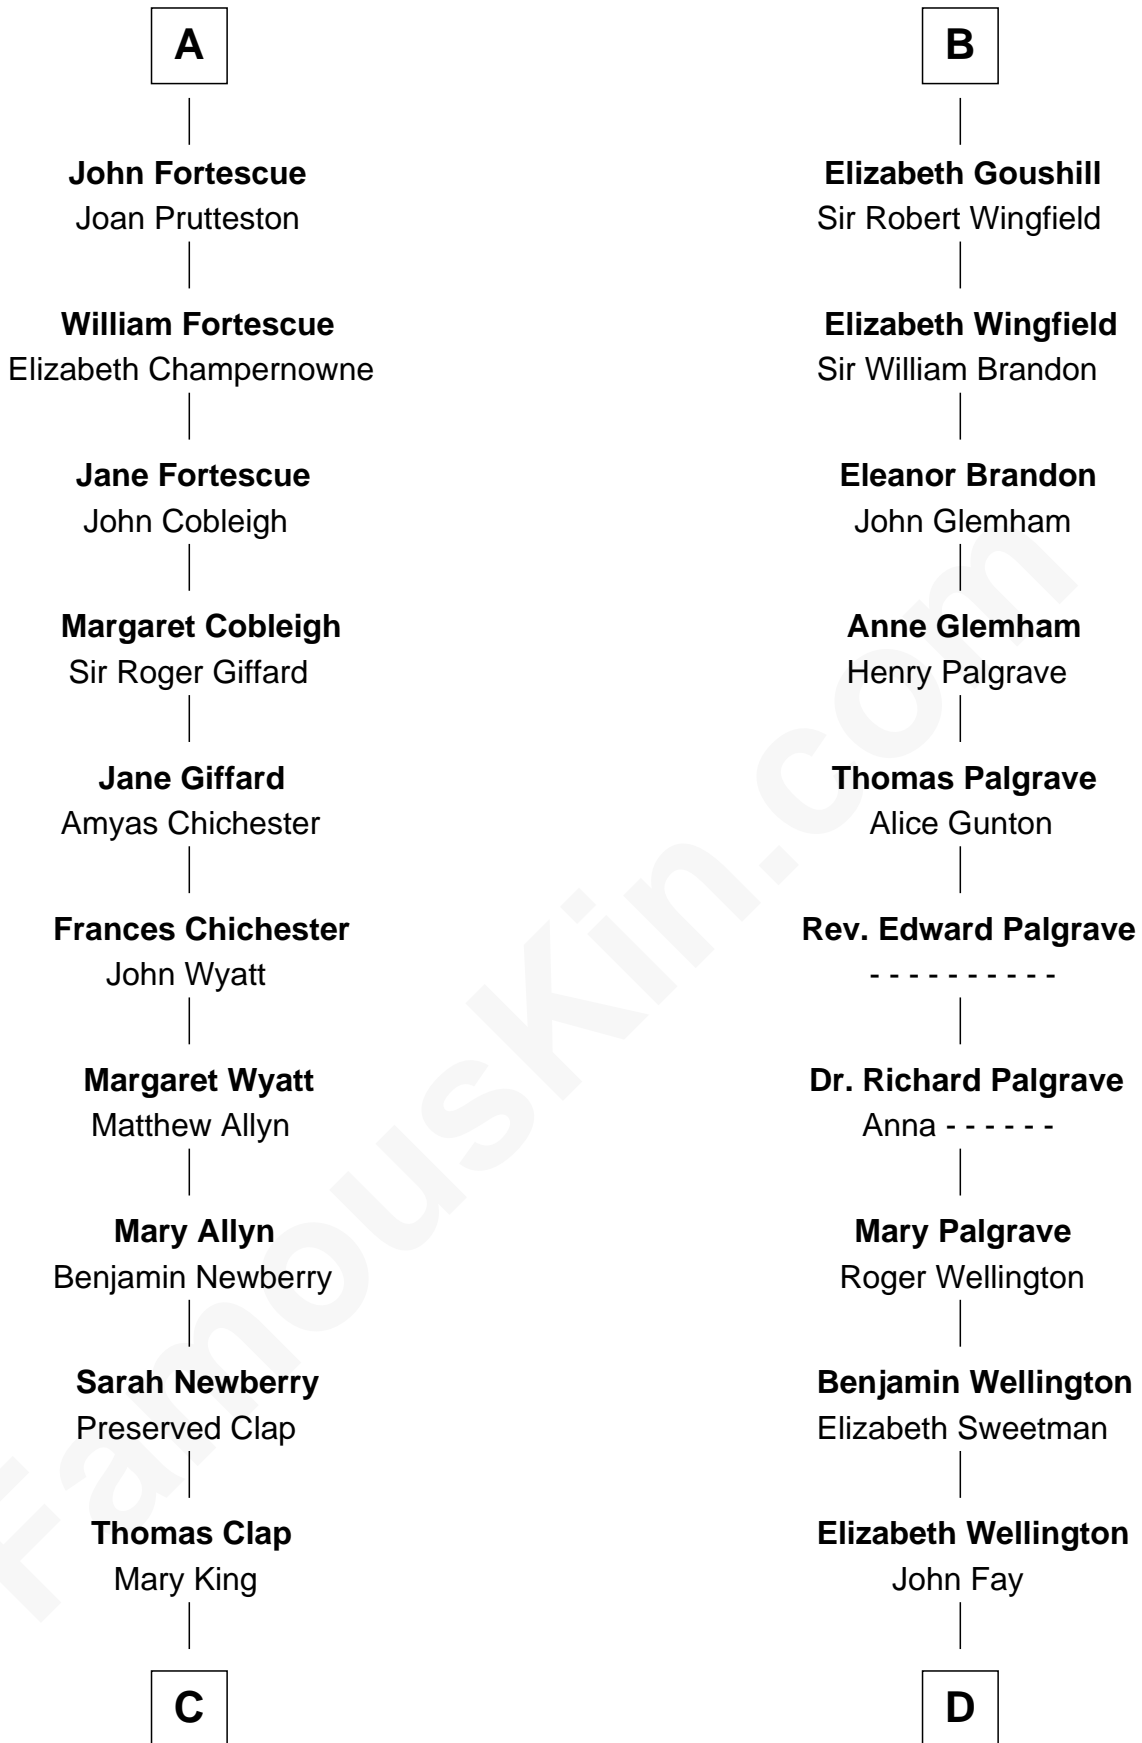 A
John Fortescue
Joan Prutteston
William Fortescue
Elizabeth Champernowne
Jane Fortescue
John Cobleigh
Margaret Cobleigh
Sir Roger Giffard
Jane Giffard
Amyas Chichester
Frances Chichester
John Wyatt
Margaret Wyatt
Matthew Allyn
Mary Allyn
Benjamin Newberry
Sarah Newberry
Preserved Clap
Thomas Clap
Mary King
C
B
Elizabeth Goushill
Sir Robert Wingfield
Elizabeth Wingfield
Sir William Brandon
Eleanor Brandon
John Glemham
Anne Glemham
Henry Palgrave
Thomas Palgrave
Alice Gunton
Rev. Edward Palgrave
- - - - - - - - - -
Dr. Richard Palgrave
Anna - - - - - -
Mary Palgrave
Roger Wellington
Benjamin Wellington
Elizabeth Sweetman
Elizabeth Wellington
John Fay
D
FamousKin.com